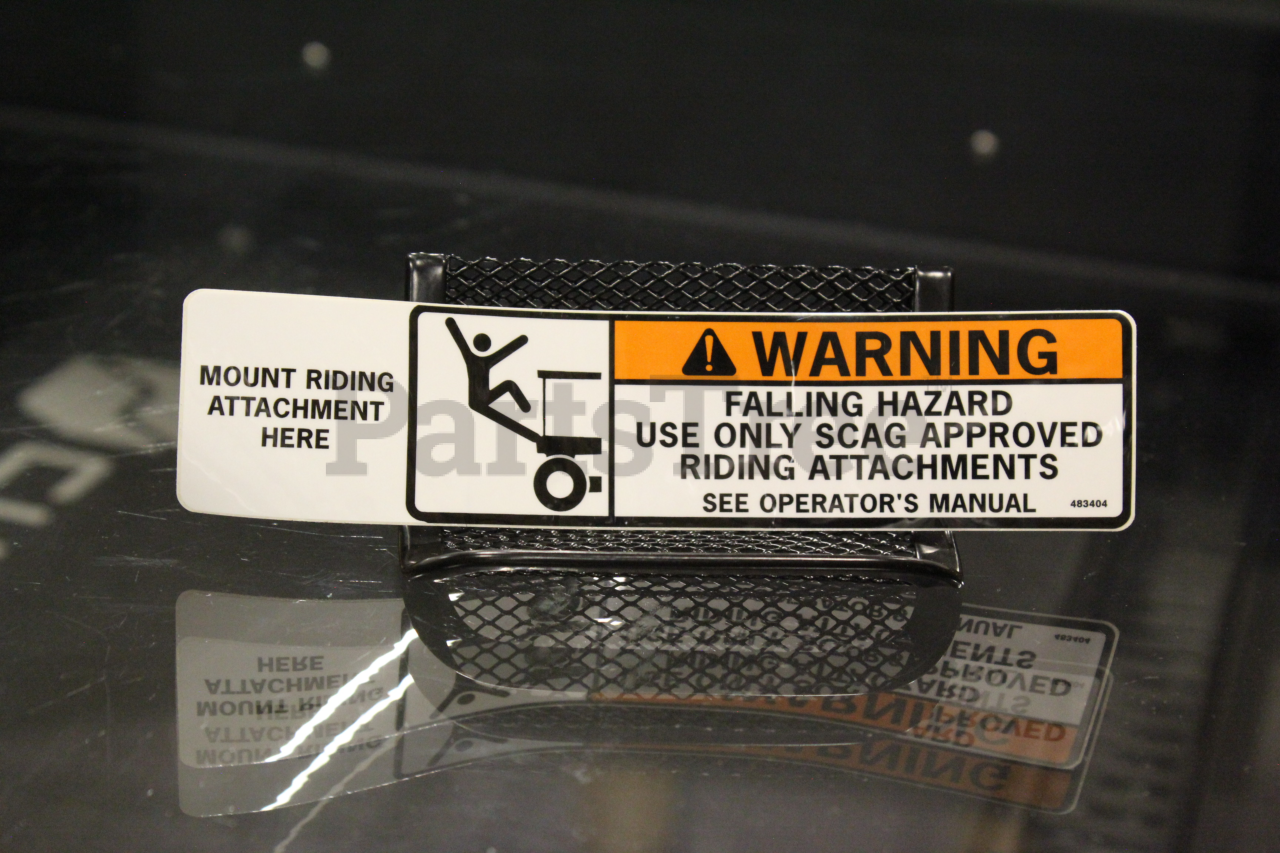 MOUNT RIDING
ATTACHMENT
HERE
WARNING
FALLING HAZARD
USE ONLY SCAG APPROVED
RIDING ATTACHMENTS
SEE OPERATOR'S MANUAL
483404
PartsTree